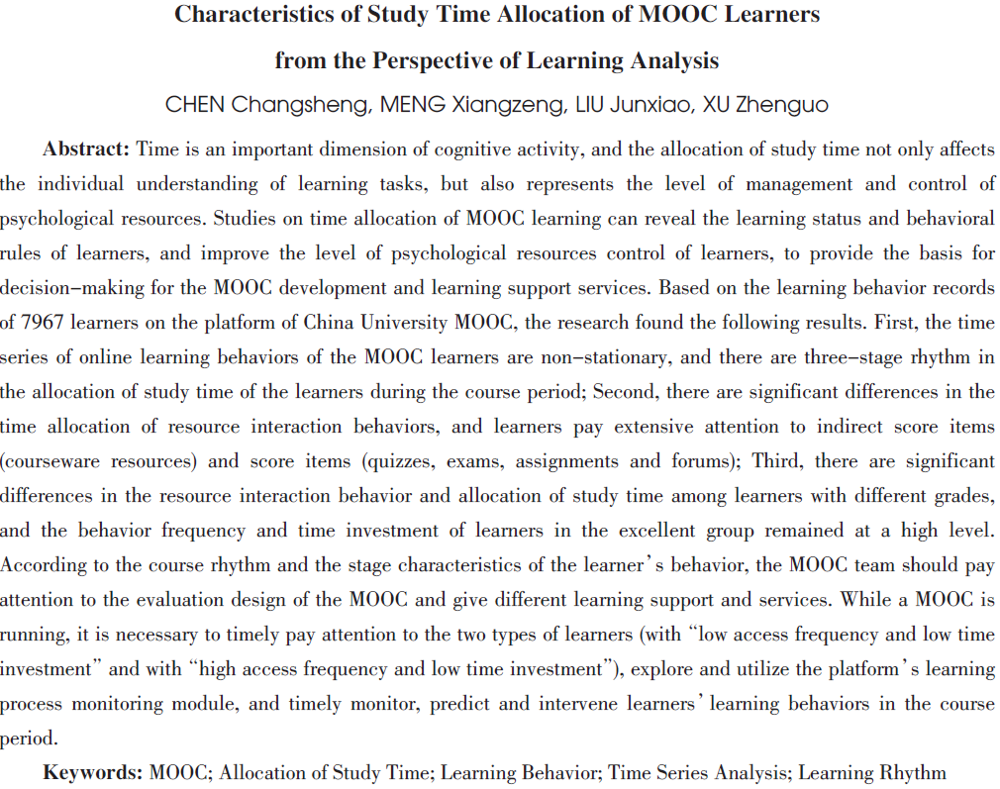 Characteristics of Study Time Allocation of MOOC Learners
from the Perspective of Learning Analysis
CHEN Changsheng, MENG Xiangzeng, LIU Junxiao, XU Zhenguo
Abstract: Time is an important dimension of cognitive activity, and the allocation of study time not only affects
the individual understanding of learning tasks, but also represents the level of management and control of
psychological resources. Studies on time allocation of MOOC learning can reveal the learning status and behavioral
rules of learners, and improve the level of psychological resources control of learners, to provide the basis for
decision-making for the MOOC development and learning support services. Based on the learning behavior records
of 7967 learners on the platform of China University MOOC, the research found the following results. First, the time
series of online learning behaviors of the MOOC learners are non-stationary, and there are three-stage rhythm in
the allocation of study time of the learners during the course period; Second, there are significant differences in the
time allocation of resource interaction behaviors, and learners pay extensive attention to indirect score items
(courseware resources) and score items (quizzes, exams, assignments and forums); Third, there are significant
differences in the resource interaction behavior and allocation of study time among learners with different grades,
and the behavior frequency and time investment of learners in the excellent group remained at a high level.
According to the course rhythm and the stage characteristics of the learner's behavior, the MOOC team should pay
attention to the evaluation design of the MOOC and give different learning support and services. While a MOOC is
running, it is necessary to timely pay attention to the two types of learners (with “low access frequency and low time
investment” and with “high access frequency and low time investment”), explore and utilize the platform's learning
process monitoring module, and timely monitor, predict and intervene learners' learning behaviors in the course
period.
Keywords: MOOC; Allocation of Study Time; Learning Behavior; Time Series Analysis; Learning Rhythm